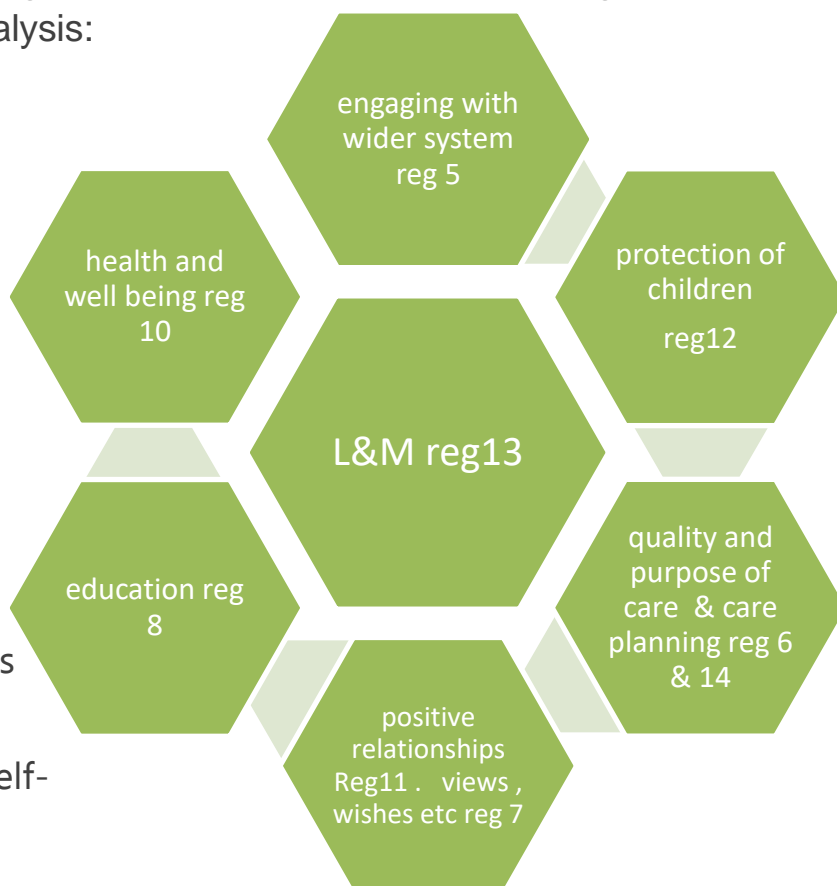 alysis:
engaging with
wider system
reg 5
protection of
children
reg12
health and
well being reg
10
L&M reg13
quality and
purpose of
care & care
planning reg 6
& 14
education reg
8
s
elf-
positive
relationships
Reg11 . views ,
wishes etc reg 7